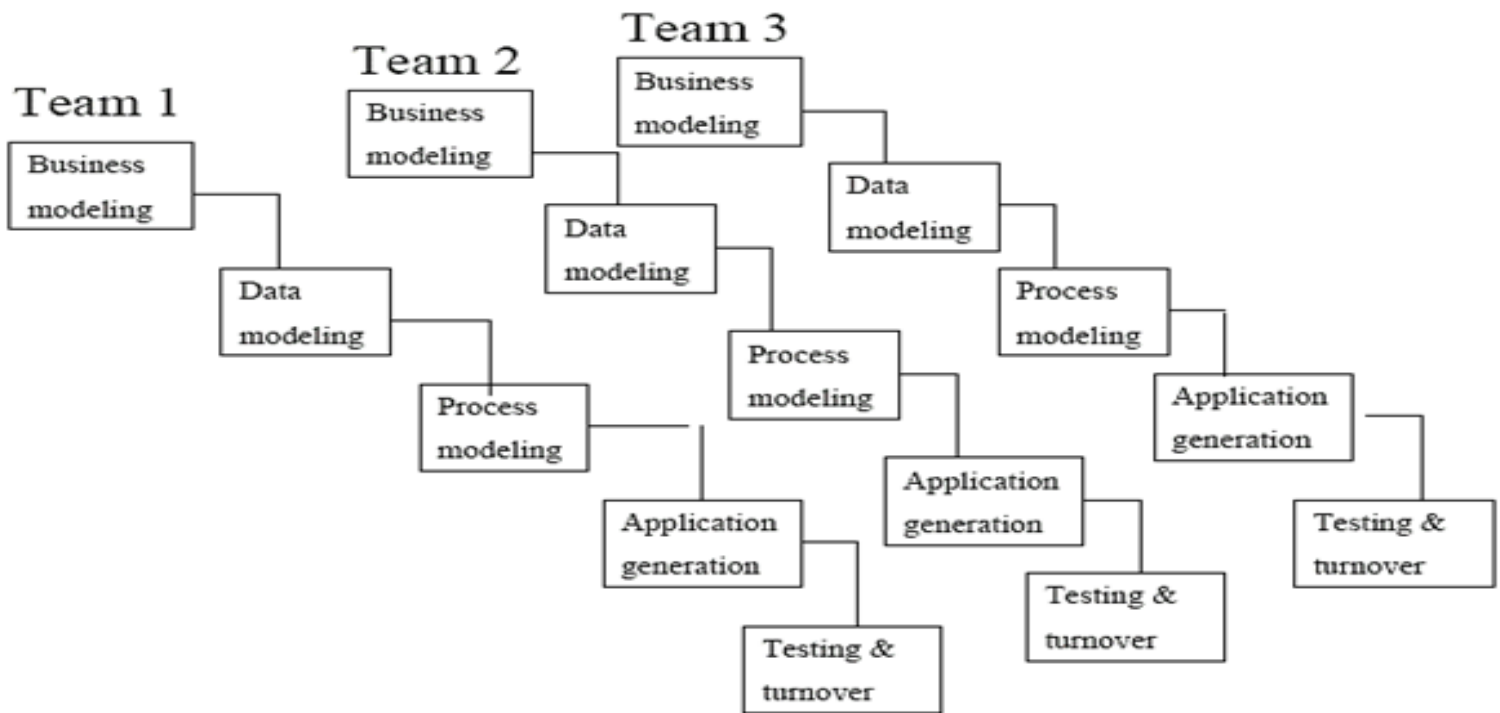 Team 1
Business
modeling
Data
modeling
Process
modeling
Application
generation
Testing &
turnover
Team 2
Business
modeling
Data
modeling
Process
modeling
Application
generation
Testing &
turnover
Team 3
Business
modeling
Data
modeling
Process
modeling
Application
generation
Testing &
turnover